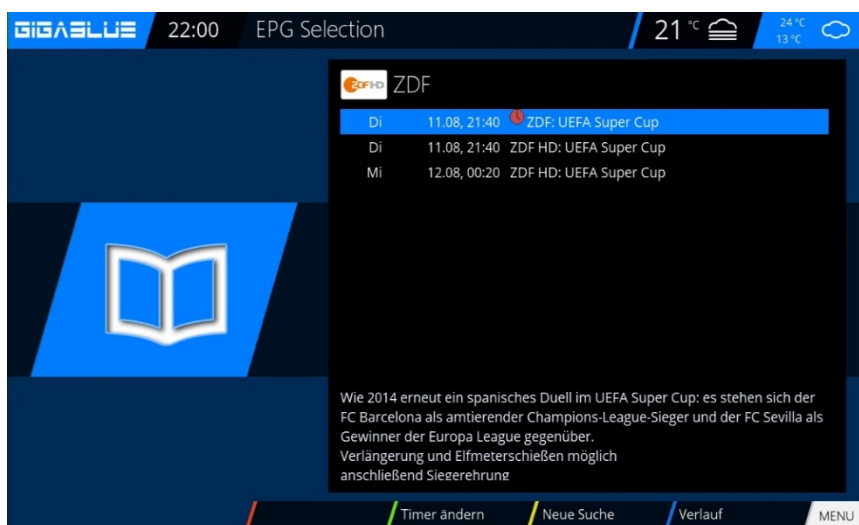 GIGABLUE 22:00 EPG Selection 21 °C 24 °C
13 °C
ZDF HD ZDF
Di 11.08, 21:40 ZDF: UEFA Super Cup
Di 11.08, 21:40 ZDF HD: UEFA Super Cup
Mi 12.08, 00:20 ZDF HD: UEFA Super Cup
Wie 2014 erneut ein spanisches Duell im UEFA Super Cup: es stehen sich der
FC Barcelona als amtierender Champions-League-Sieger und der FC Sevilla als
Gewinner der Europa League gegenüber.
Verlängerung und Elfmeterschießen möglich
anschließend Siegerehrung
Timer ändern Neue Suche Verlauf MENU